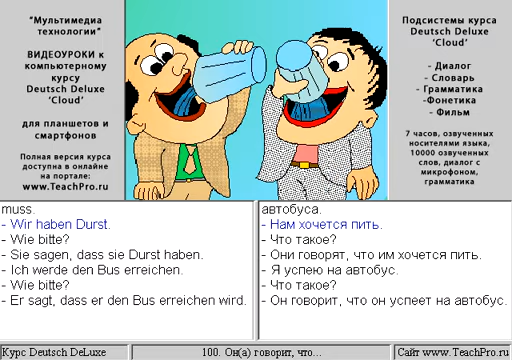 "Мультимедиа
технологии"
ВИДЕОУРОКИ к
компьютерному
курсу
Deutsch Deluxe
'Cloud'
для планшетов и
смартфонов
Полная версия курса
доступна в онлайне
на портале:
www.TeachPro.ru
Подсистемы курса
Deutsch Deluxe
'Cloud'
- Диалог
- Словарь
- Грамматика
-Фонетика
- Фильм
7 часов, озвученных
носителями языка,
10000 озвученных
слов, диалог с
микрофоном,
грамматика
muss.
- Wir haben Durst.
- Wie bitte?
- Sie sagen, dass sie Durst haben.
- Ich werde den Bus erreichen.
- Wie bitte?
- Er sagt, dass er den Bus erreichen wird.
автобуса.
- Нам хочется пить.
- Что такое?
- Они говорят, что им хочется пить.
- Я успею на автобус.
- Что такое?
- Он говорит, что он успеет на автобус.
Курс Deutsch DeLuxe
100. Он(а) говорит, что...
Сайт www.TeachPro.ru